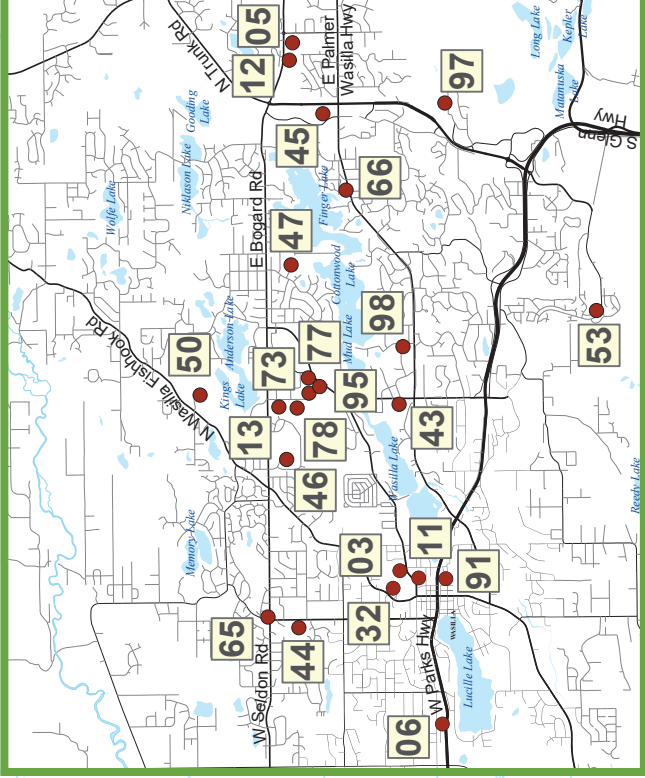 N Trunk Rd
05
12
E Palmer
Wasilla Hwy
Long Lake
Kepler
Lake
Matanuska
Lake
S Glenn
Hwy
97
Gooding
Lake
Niklason Lake
Wolfe Lake
45
66
E Bogard Rd
Finger Lake
47
Cottonwood
Lake
N Wasilla Fishhook Rd
50
Anderson Lake
Kings
Lake
73
77
Mud Lake
98
53
13
78
95
43
46
Wasilla Lake
Reedy Lake
Memory Lake
03
11
91
32
65
44
W Seldon Rd
W Parks Hwy
WASILLA
Lucille Lake
06